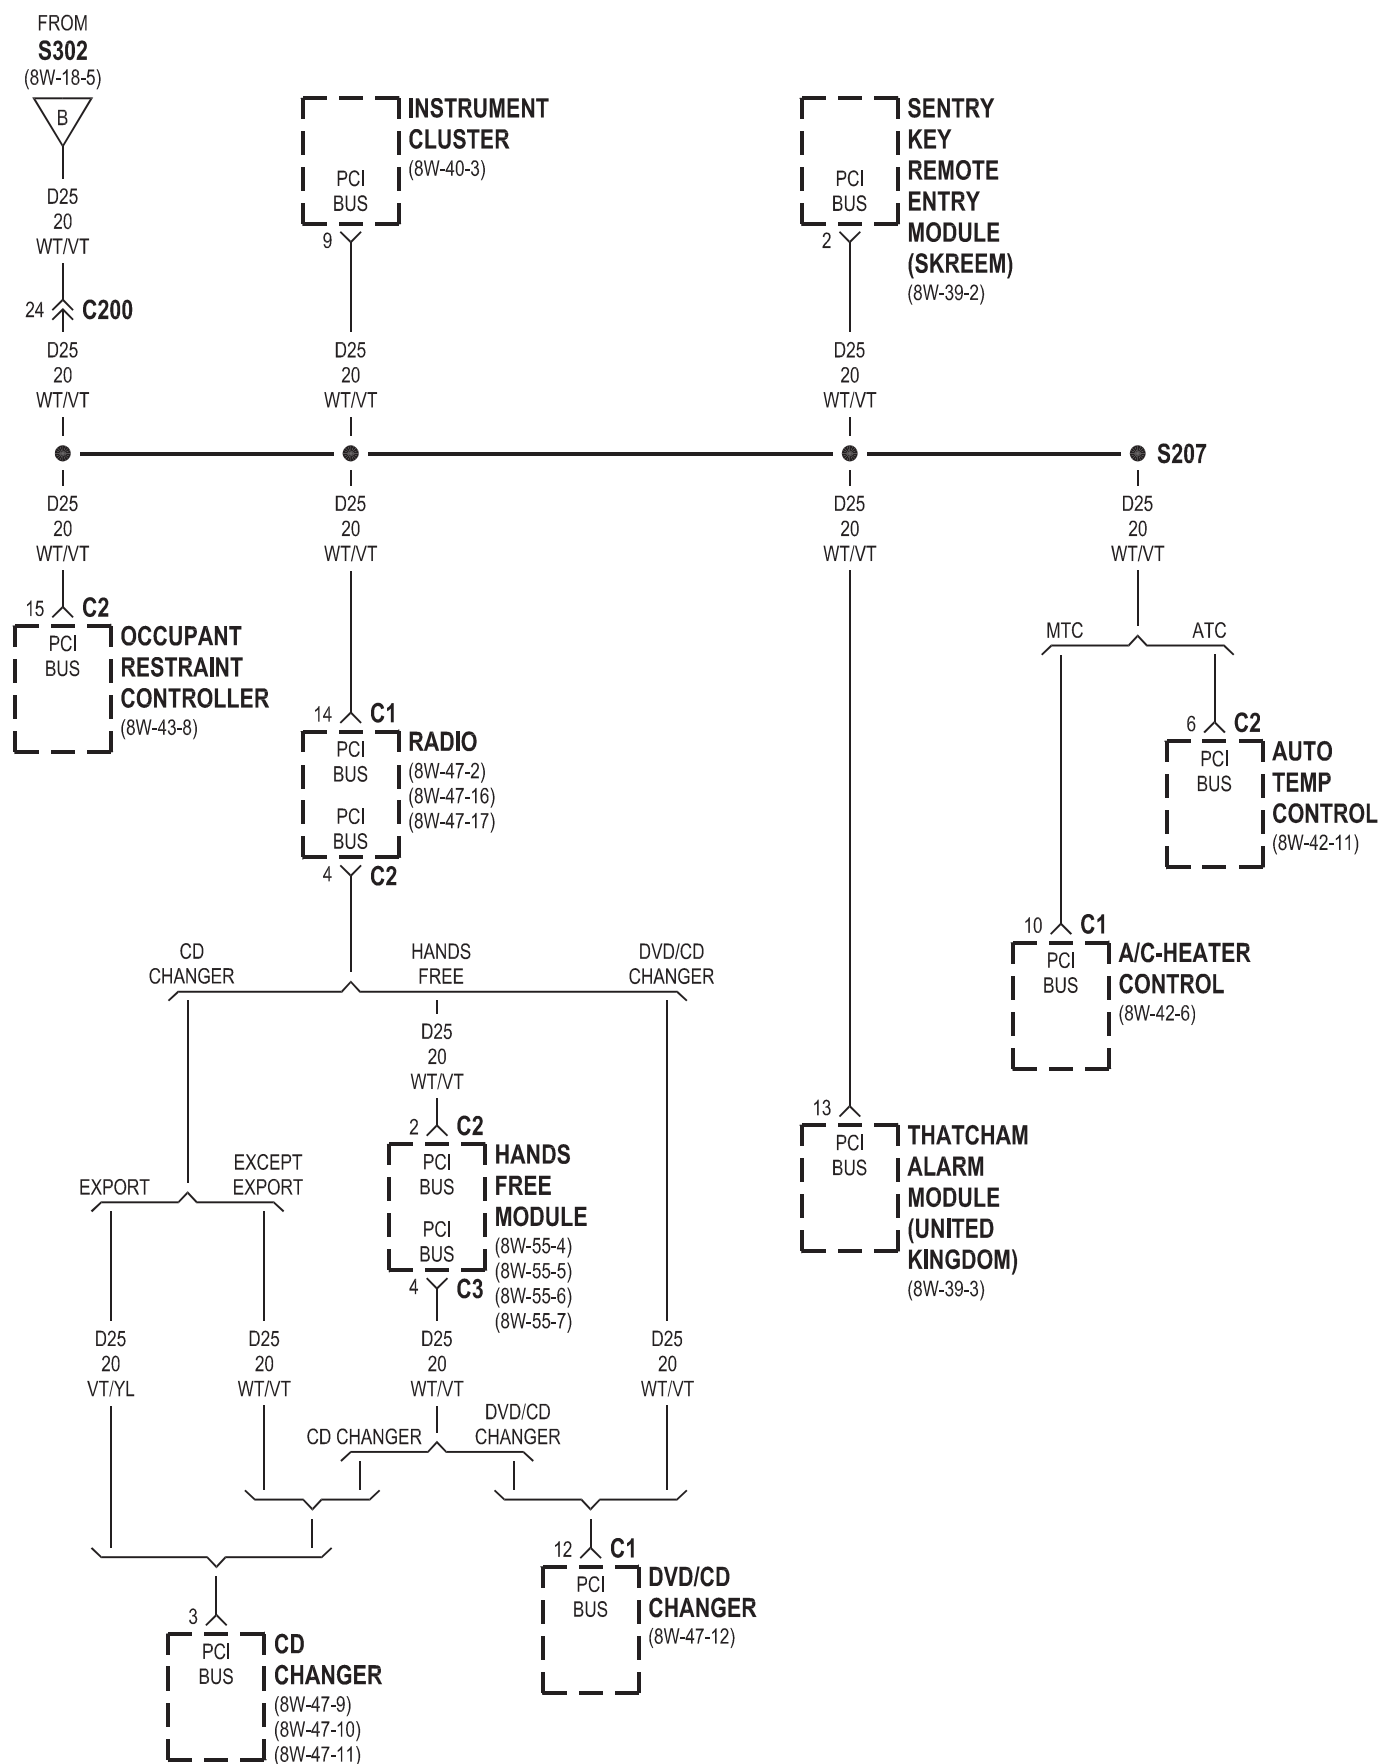 FROM
S302
(8W-18-5)
B
D25
20
WT/VT
24
C200
D25
20
WT/VT
INSTRUMENT
CLUSTER
(8W-40-3)
PCI
BUS
9
D25
20
WT/VT
SENTRY
KEY
REMOTE
ENTRY
MODULE
(SKREEM)
(8W-39-2)
PCI
BUS
2
D25
20
WT/VT
S207
D25
20
WT/VT
15
C2
PCI
BUS
OCCUPANT
RESTRAINT
CONTROLLER
(8W-43-8)
D25
20
WT/VT
14
C1
PCI
BUS
RADIO
(8W-47-2)
(8W-47-16)
(8W-47-17)
PCI
BUS
4
C2
D25
20
WT/VT
D25
20
WT/VT
MTC
ATC
6
C2
PCI
BUS
AUTO
TEMP
CONTROL
(8W-42-11)
10
C1
PCI
BUS
A/C-HEATER
CONTROL
(8W-42-6)
CD
CHANGER
HANDS
FREE
DVD/CD
CHANGER
D25
20
WT/VT
2
C2
PCI
BUS
HANDS
FREE
MODULE
(8W-55-4)
(8W-55-5)
(8W-55-6)
(8W-55-7)
PCI
BUS
4
C3
13
PCI
BUS
THATCHAM
ALARM
MODULE
(UNITED
KINGDOM)
(8W-39-3)
EXPORT
EXCEPT
EXPORT
D25
20
VT/YL
D25
20
WT/VT
D25
20
WT/VT
D25
20
WT/VT
CD CHANGER
DVD/CD
CHANGER
12
C1
PCI
BUS
DVD/CD
CHANGER
(8W-47-12)
3
PCI
BUS
CD
CHANGER
(8W-47-9)
(8W-47-10)
(8W-47-11)